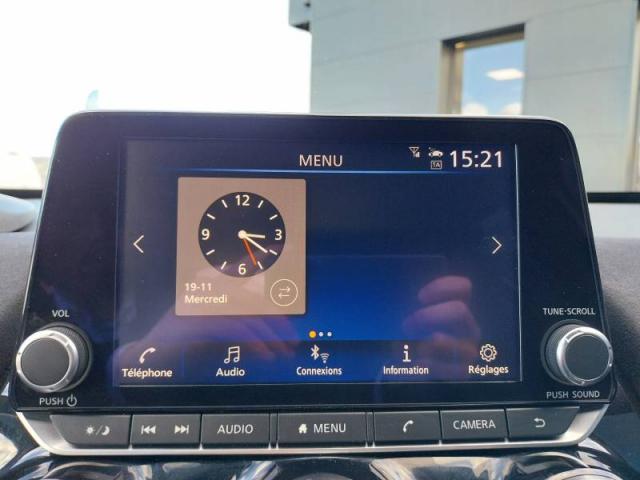 MENU
TA
15:21
12
9 3
6
19-11
Mercredi
VOL
TUNE·SCROLL
Téléphone Audio Connexions Information Réglages
PUSH
PUSH SOUND
AUDIO MENU CAMERA